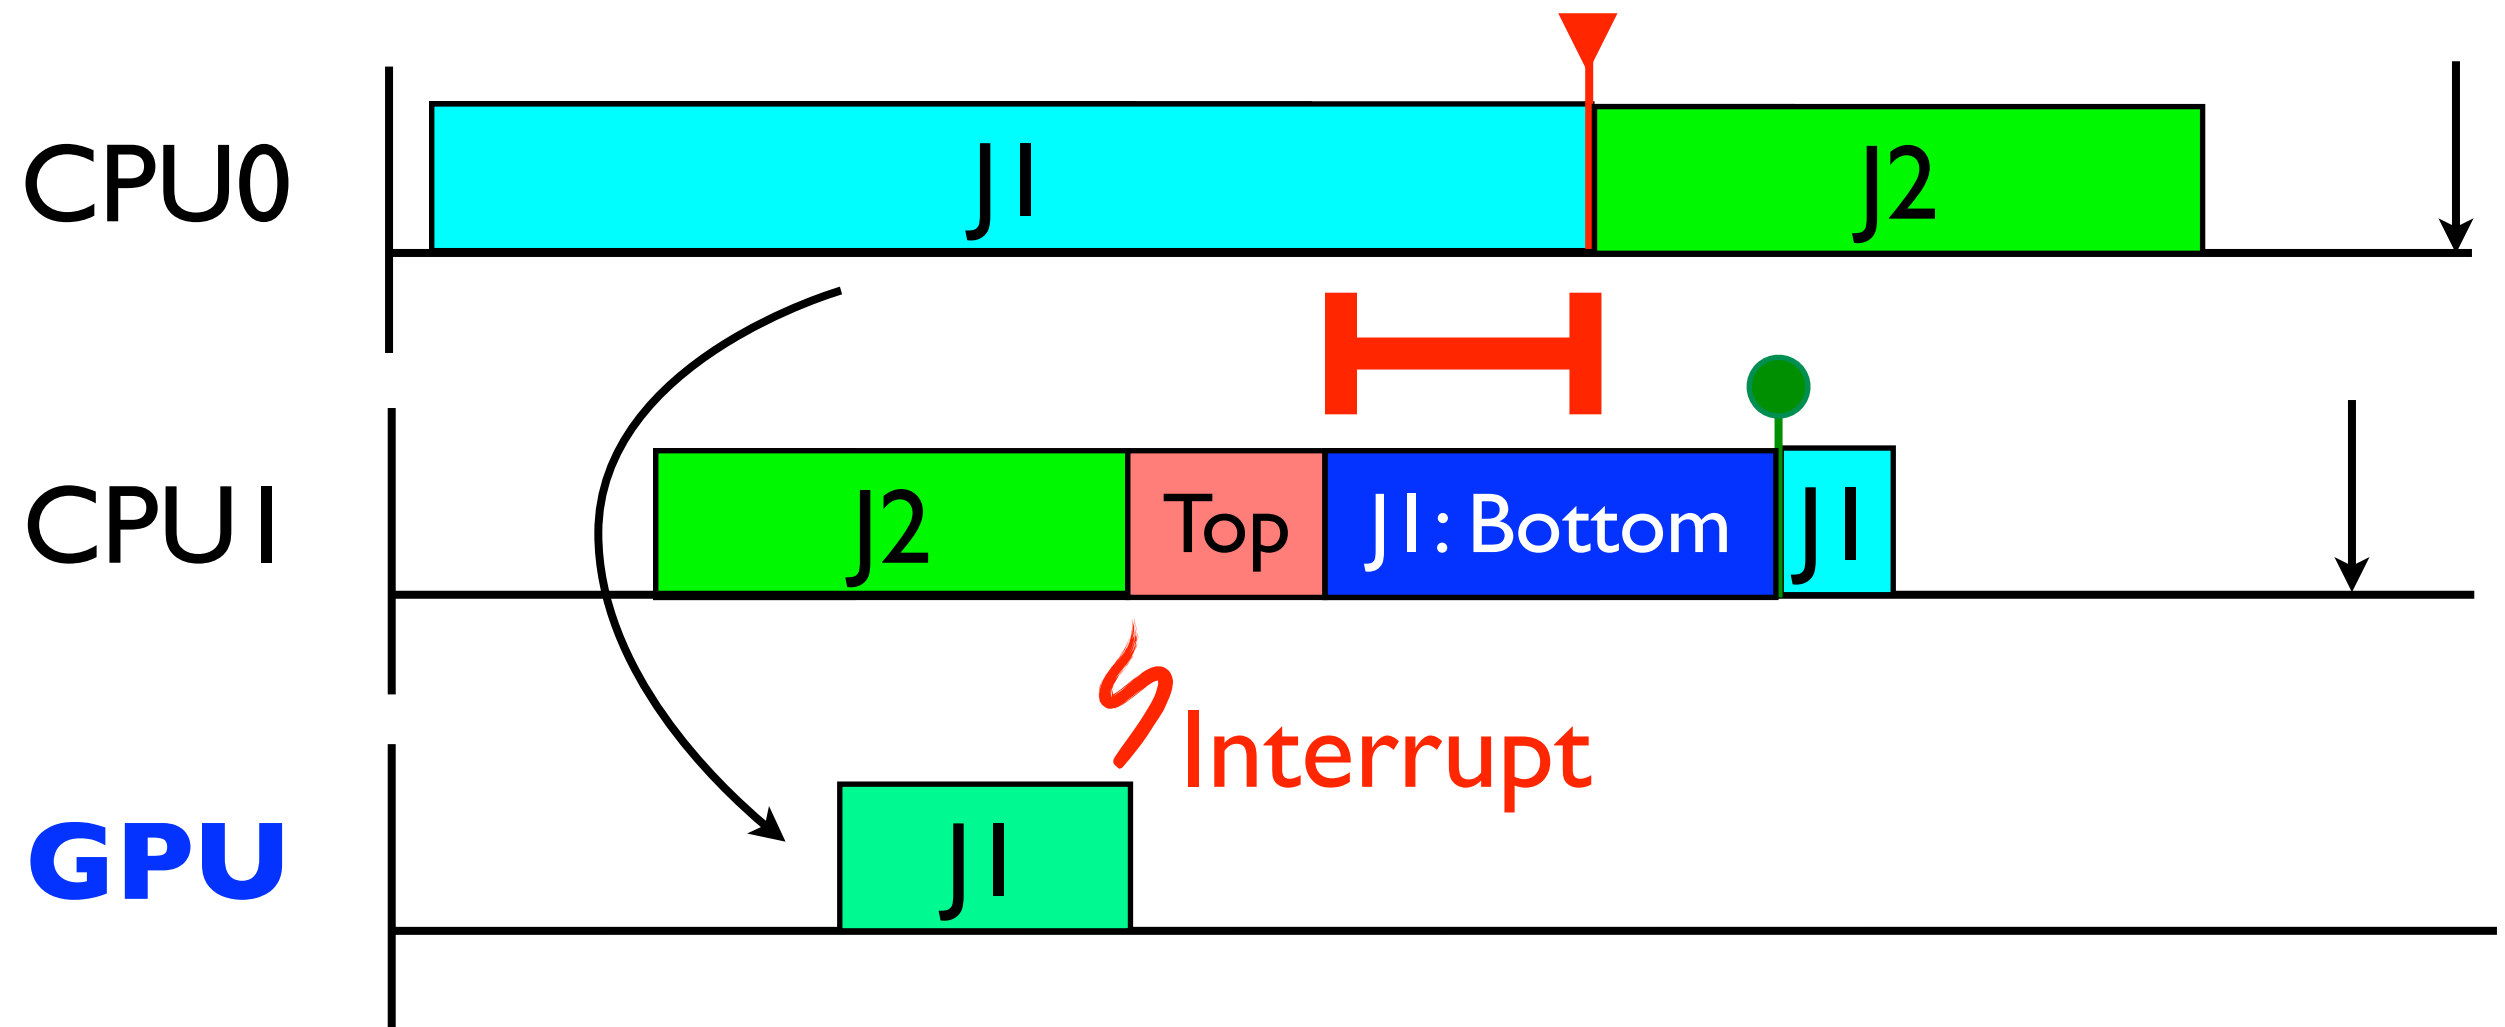 CPU0
J1
J2
CPU1
J2
Top
J1: Bottom
J1
Interrupt
GPU
J1